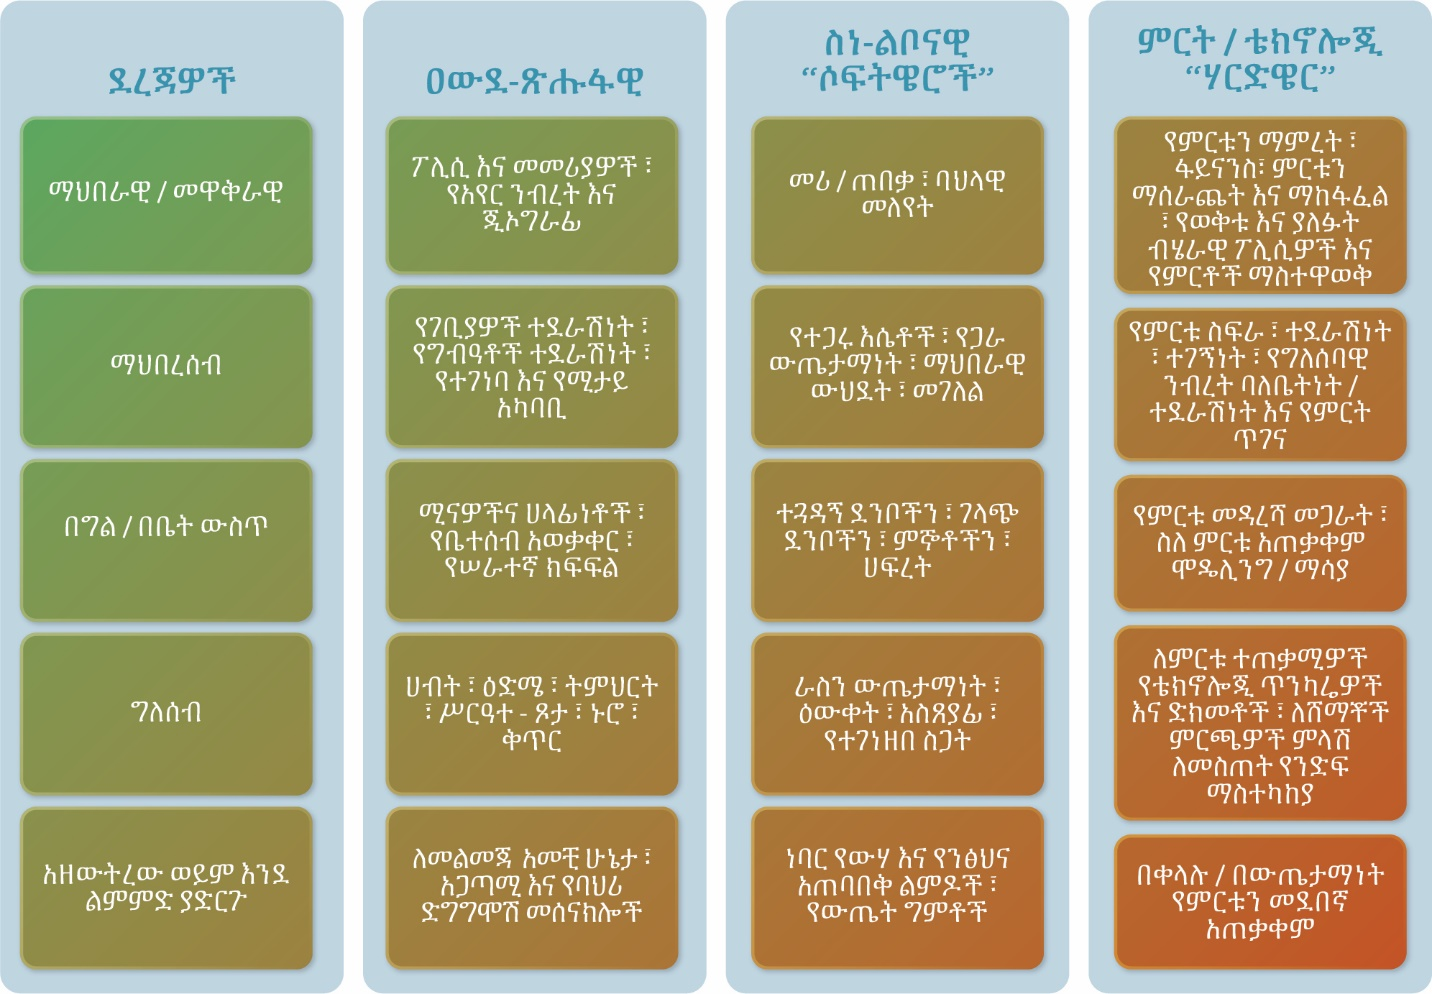 ደረጃዎች
ማህበራዊ / መዋቅራዊ
ማህበረሰብ
በግል / በቤት ውስጥ
ግለሰብ
አዘውትረው ወይም እንደ
ልምምድ ያድርጉ
ዐውደ-ጽሑፋዊ
ፖሊሲ እና መመሪያዎች ፣
የአየር ንብረት እና
ጂኦግራፊ
የገቢያዎች ተደራሽነት ፣
የግብዓቶች ተደራሽነት ፣
የተገነባ እና የሚታይ
አካባቢ
ሚናዎችና ሀላፊነቶች ፣
የቤተሰብ አወቃቀር ፣
የሠራተኛ ክፍፍል
ሀብት ፣ ዕድሜ ፣ ትምህርት
፣ ሥርዓተ - ጾታ ፣ ኑሮ ፣
ቅጥር
ለመልመጃ አመቺ ሁኔታ ፣
አጋጣሚ እና የባህሪ
ድግግሞሽ መሰናክሎች
ስነ-ልቦናዊ
“ሶፍትዌሮች”
መሪ / ጠበቃ ፣ ባህላዊ
መለየት
የተጋሩ እሴቶች ፣ የጋራ
ውጤታማነት ፣ ማህበራዊ
ውህደት ፣ መገለል
ተጓዳኝ ደንቦችን ፣ ገላጭ
ደንቦችን ፣ ምኞቶችን ፣
ሀፍረት
ራስን ውጤታማነት ፣
ዕውቀት ፣ አስጸያፊ ፣
የተገነዘበ ስጋት
ነባር የውሃ እና የንፅህና
አጠባበቅ ልምዶች ፣
የውጤት ግምቶች
ምርት / ቴክኖሎጂ
“ሃርድዌር”
የምርቱን ማምረት ፣
ፋይናንስ፣ ምርቱን
ማሰራጨት እና ማከፋፈል
፣ የወቅቱ እና ያለፉት
ብሄራዊ ፖሊሲዎች እና
የምርቶች ማስተዋወቅ
የምርቱ ስፍራ ፣ ተደራሽነት
፣ ተገኝነት ፣ የግለሰባዊ
ንብረት ባለቤትነት /
ተደራሽነት እና የምርት
ጥገና
የምርቱ መዳረሻ መጋራት ፣
ስለ ምርቱ አጠቃቀም
ሞዴሊንግ / ማሳያ
ለምርቱ ተጠቃሚዎች
የቴክኖሎጂ ጥንካሬዎች
እና ድክመቶች ፣ ለሸማቾች
ምርጫዎች ምላሽ
ለመስጠት የንድፍ
ማስተካከያ
በቀላሉ / በውጤታማነት
የምርቱን መደበኛ
አጠቃቀም